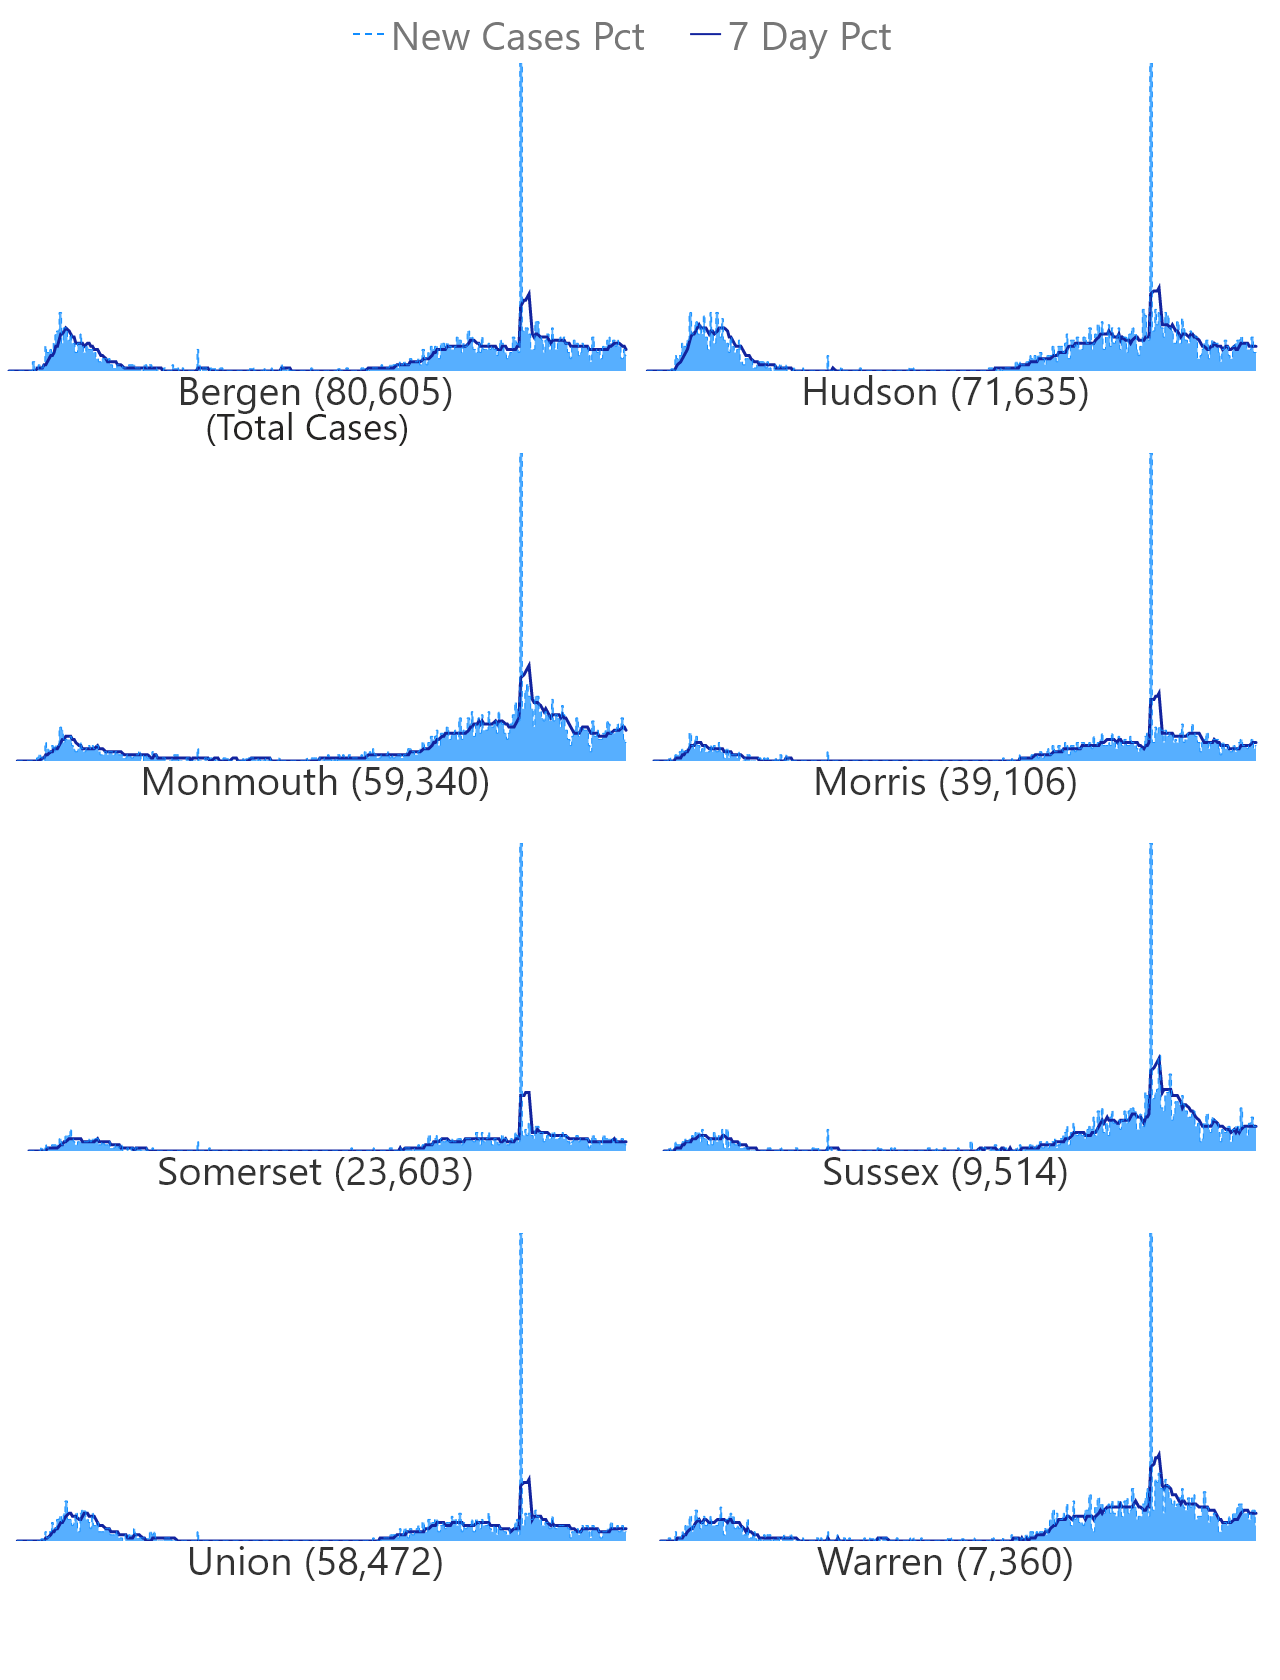 New Cases Pct 7 Day Pct
Bergen (80,605) Hudson (71,635)
(Total Cases)
Monmouth (59,340) Morris (39,106)
Somerset (23,603) Sussex (9,514)
Union (58,472) Warren (7,360)